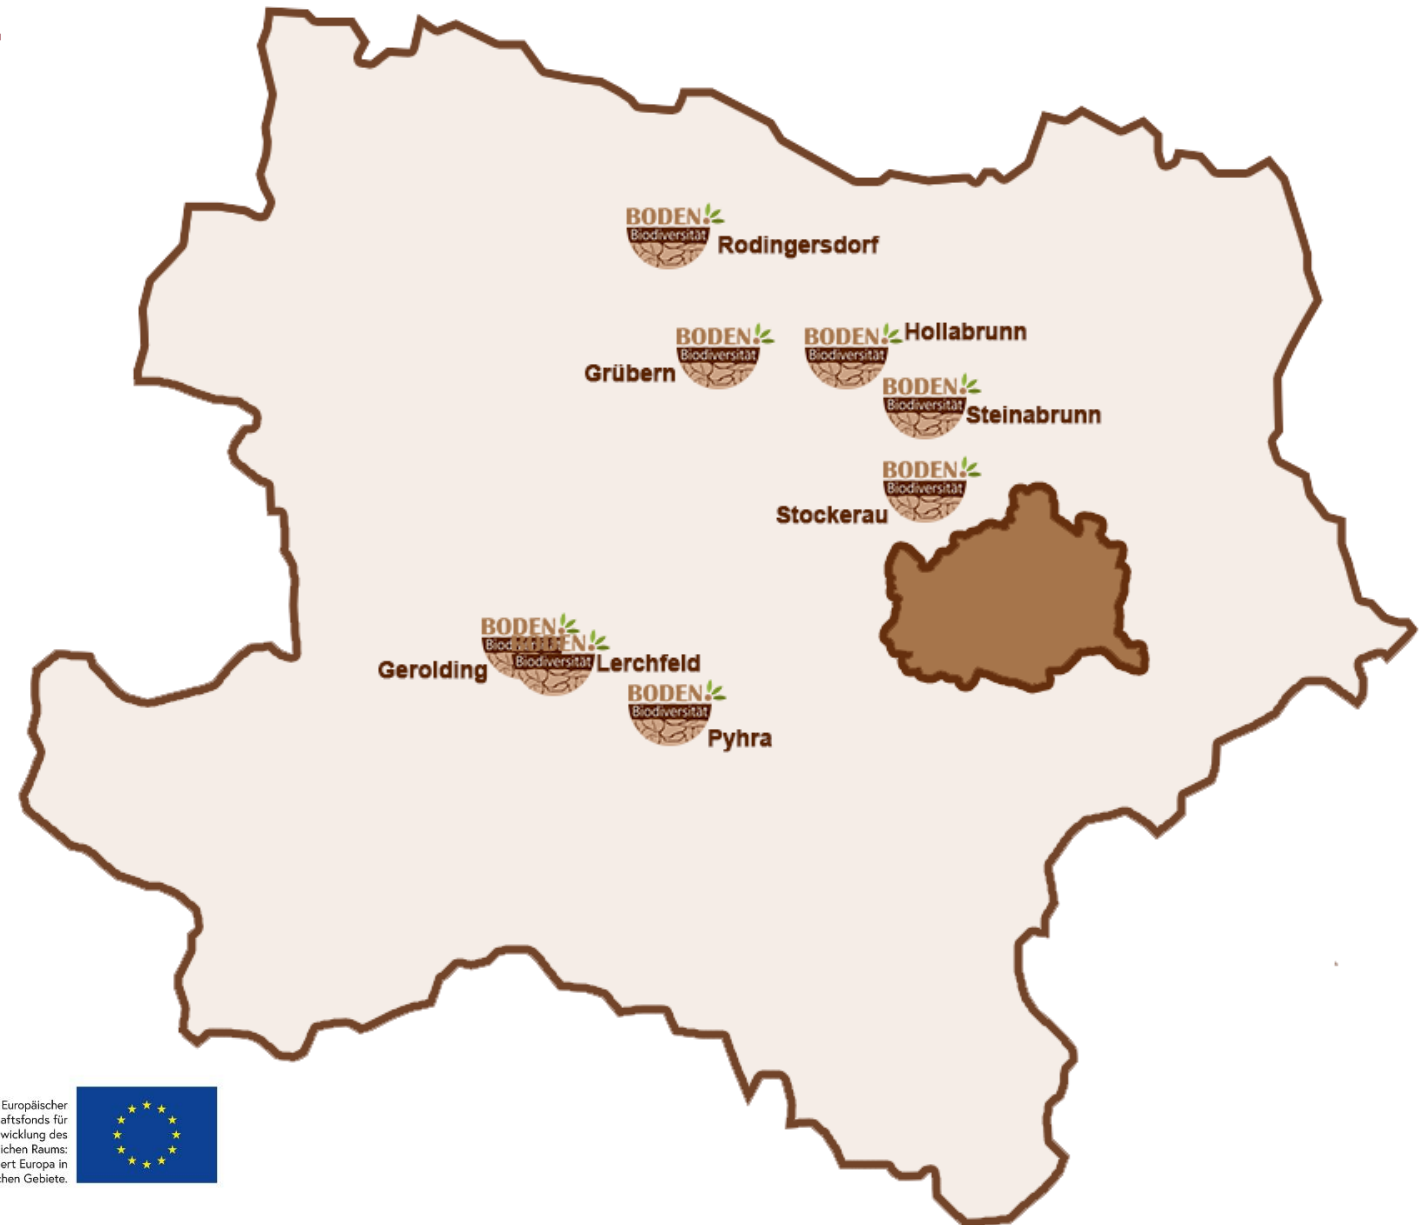 BODEN!
Biodiversität
Rodingersdorf
BODEN!
Biodiversität
Grübern
BODEN!
Biodiversität
Hollabrunn
BODEN!
Biodiversität
Steinabrunn
BODEN!
Biodiversität
Stockerau
BODEN!
Gerolding
Biodiversität
Lerchfeld
BODEN!
Biodiversität
Pyhra
Europäischer
aftsfonds für
wicklung des
ichen Raums:
ert Europa in
chen Gebiete.